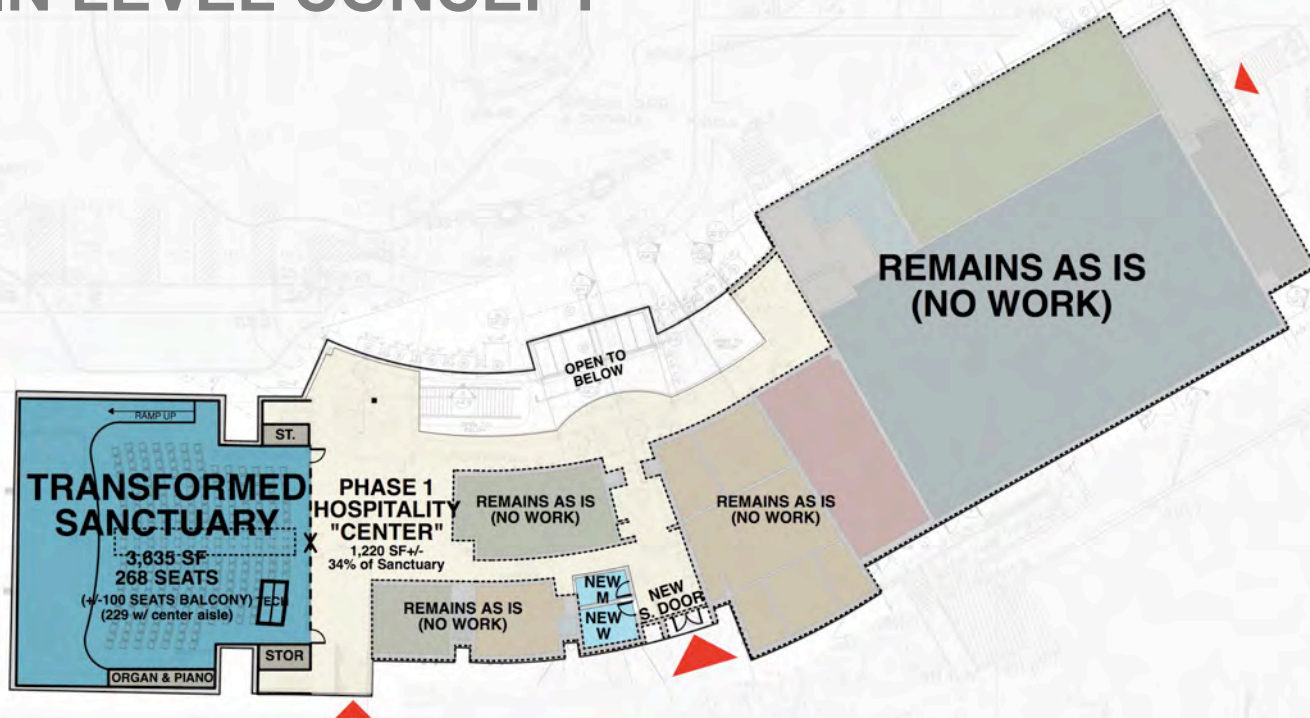 IN LEVEL CONCEPT
REMAINS AS IS
(NO WORK)
OPEN TO
BELOW
RAMP UP
ST.
TRANSFORMED
SANCTUARY
3,635 SF
268 SEATS
(+/-100 SEATS BALCONY)
(229 w/ center aisle)
TECH
PHASE 1
HOSPITALITY
"CENTER"
1,220 SF+/-
34% of Sanctuary
REMAINS AS IS
(NO WORK)
REMAINS AS IS
(NO WORK)
REMAINS AS IS
(NO WORK)
NEW
M
NEW
W
NEW
S. DOOR
STOR
ORGAN & PIANO